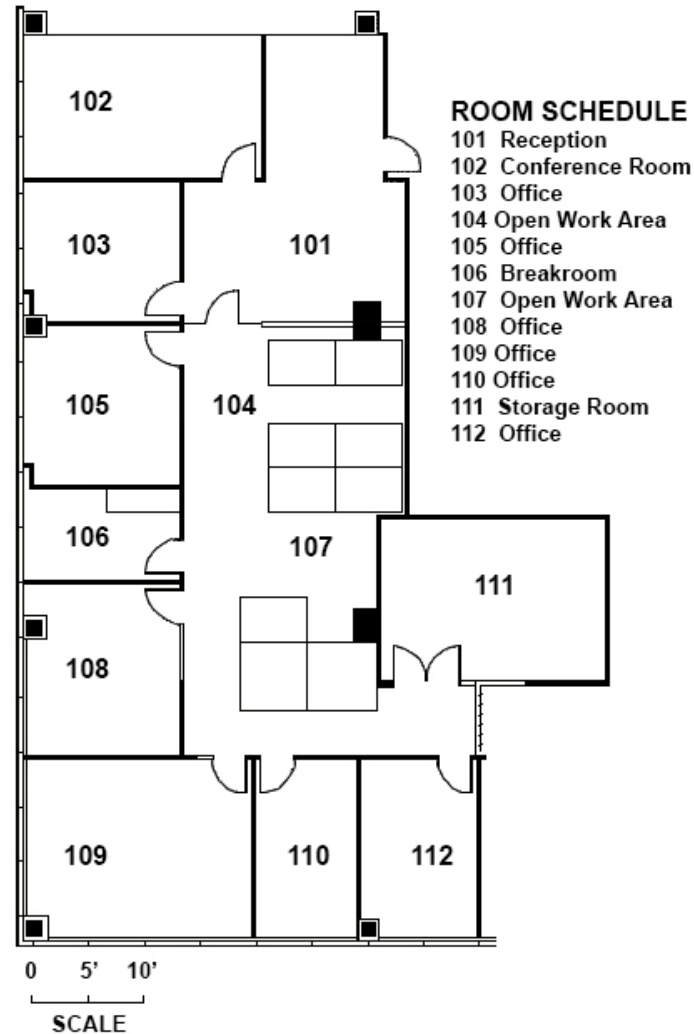 102
ROOM SCHEDULE
101 Reception
102 Conference Room
103 Office
104 Open Work Area
105 Office
106 Breakroom
107 Open Work Area
108 Office
109 Office
110 Office
111 Storage Room
112 Office
103
101
105
104
106
107
111
108
109
110
112
0 5' 10'
SCALE